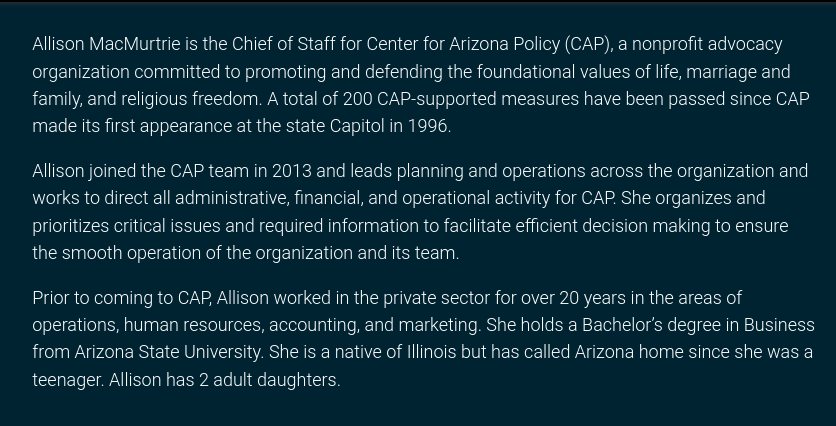 Allison MacMurtrie is the Chief of Staff for Center for Arizona Policy (CAP), a nonprofit advocacy
organization committed to promoting and defending the foundational values of life, marriage and
family, and religious freedom. A total of 200 CAP-supported measures have been passed since CAP
made its first appearance at the state Capitol in 1996.
Allison joined the CAP team in 2013 and leads planning and operations across the organization and
works to direct all administrative, financial, and operational activity for CAP. She organizes and
prioritizes critical issues and required information to facilitate efficient decision making to ensure
the smooth operation of the organization and its team.
Prior to coming to CAP, Allison worked in the private sector for over 20 years in the areas of
operations, human resources, accounting, and marketing. She holds a Bachelor’s degree in Business
from Arizona State University. She is a native of Illinois but has called Arizona home since she was a
teenager. Allison has 2 adult daughters.